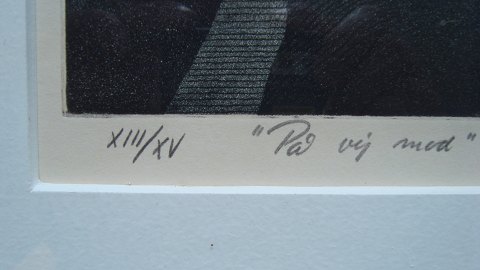 XIII/XV "På vej mod"